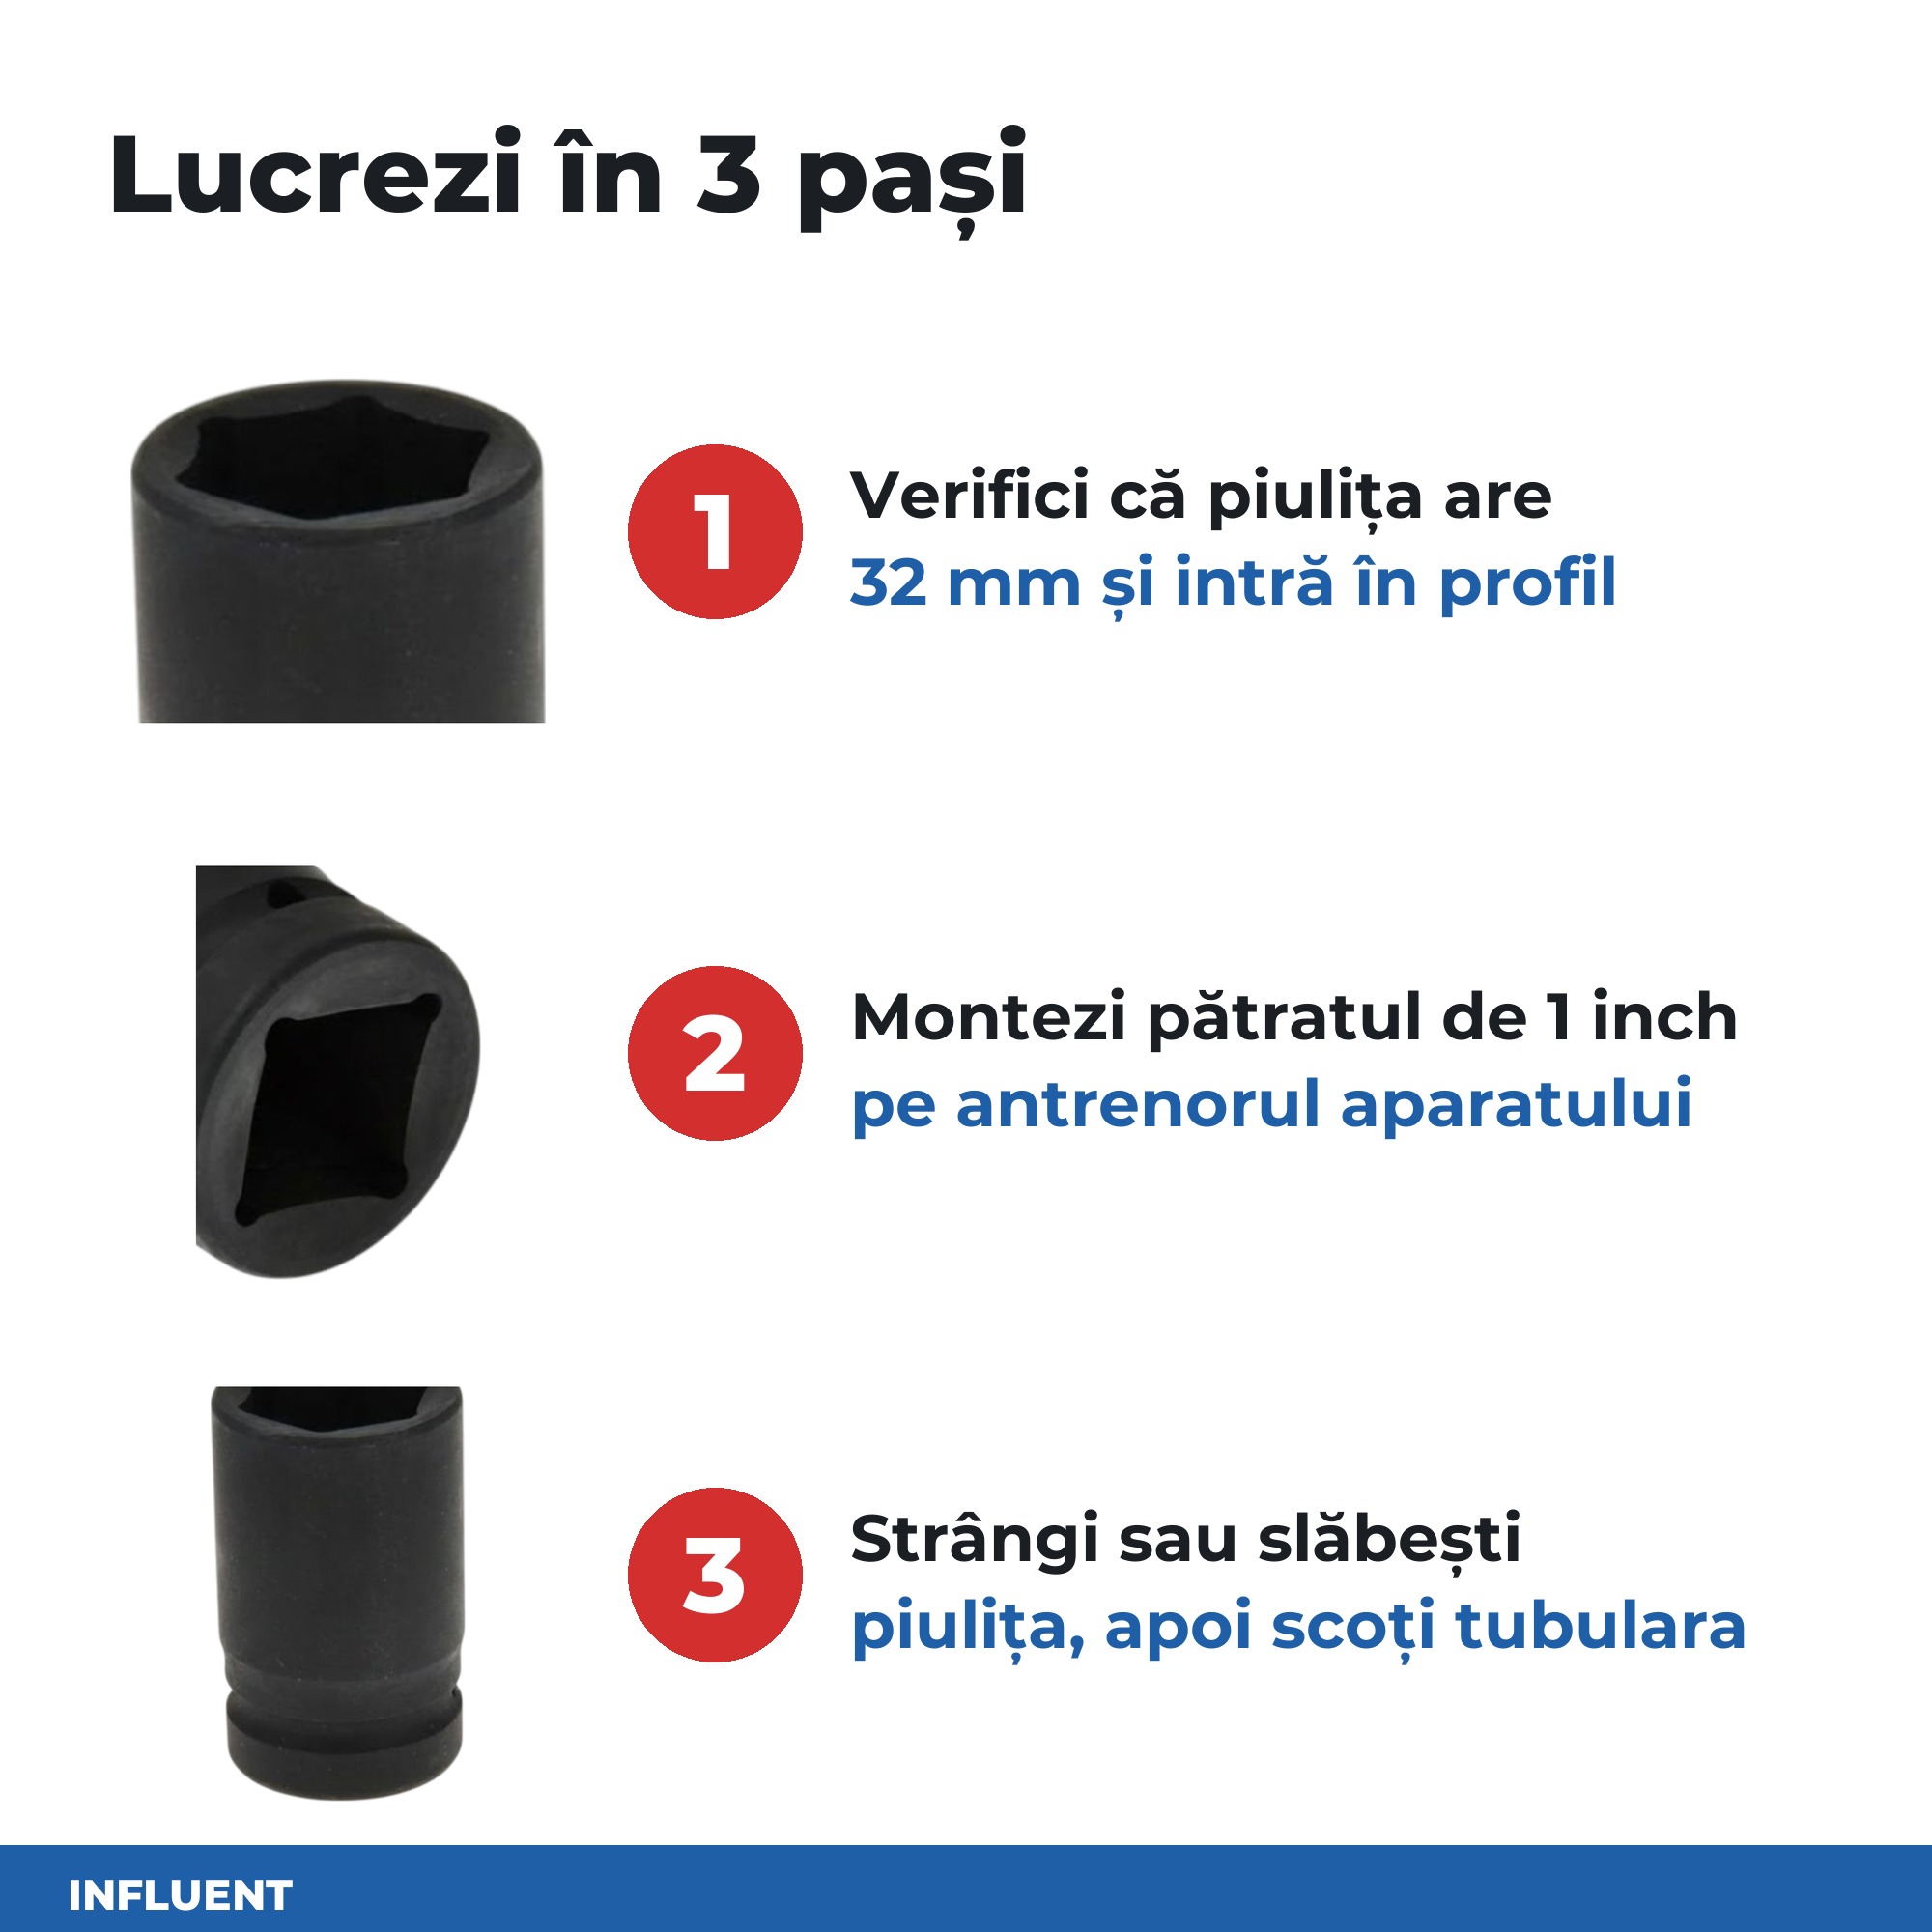 Lucrezi în 3 pași
1
Verifici că piulița are
32 mm și intră în profil
2
Montezi pătratul de 1 inch
pe antrenorul aparatului
3
Strângi sau slăbești
piulița, apoi scoți tubulara
INFLUENT